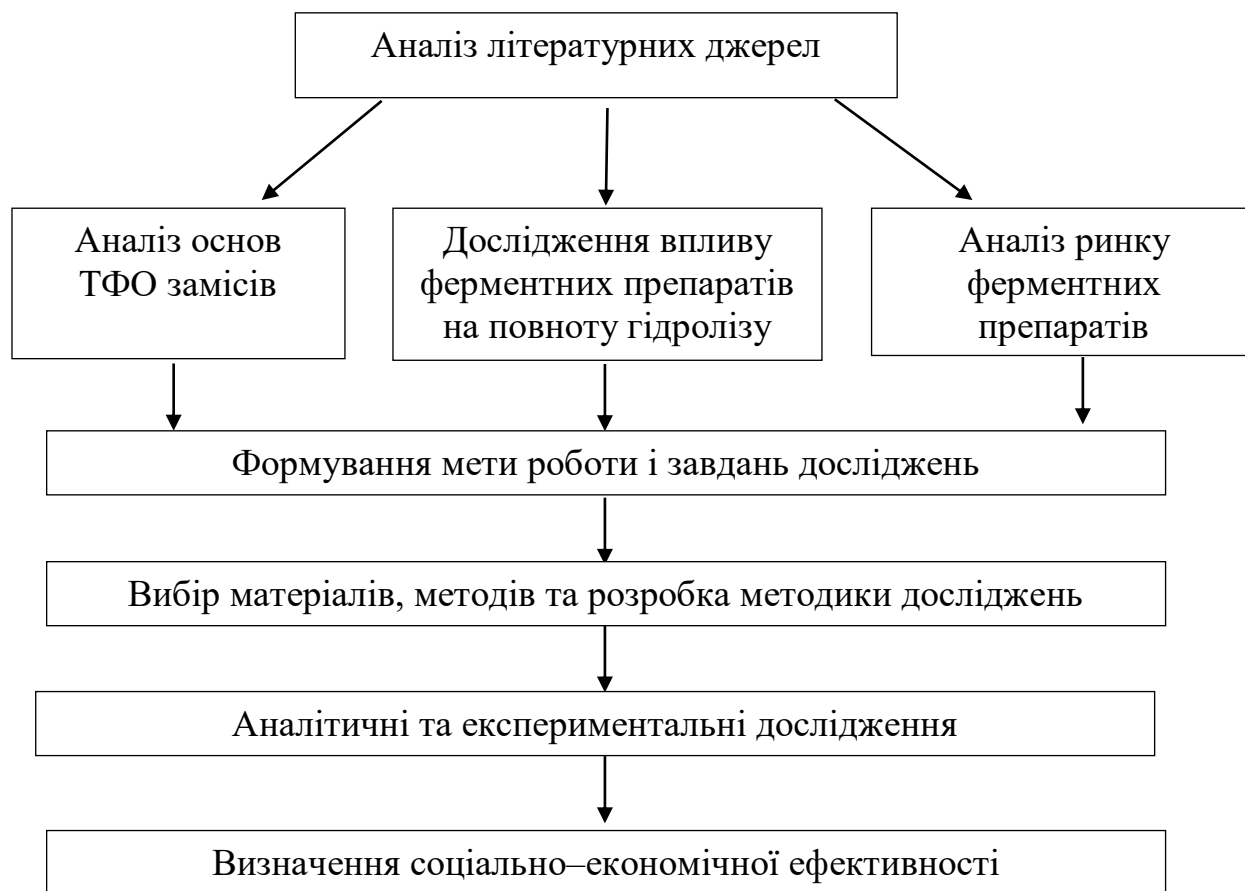 Аналіз літературних джерел
Аналіз основ
ТФО замісів
Дослідження впливу
ферментних препаратів
на повноту гідролізу
Аналіз ринку
ферментних
препаратів
Формування мети роботи і завдань досліджень
Вибір матеріалів, методів та розробка методики досліджень
Аналітичні та експериментальні дослідження
Визначення соціально–економічної ефективності